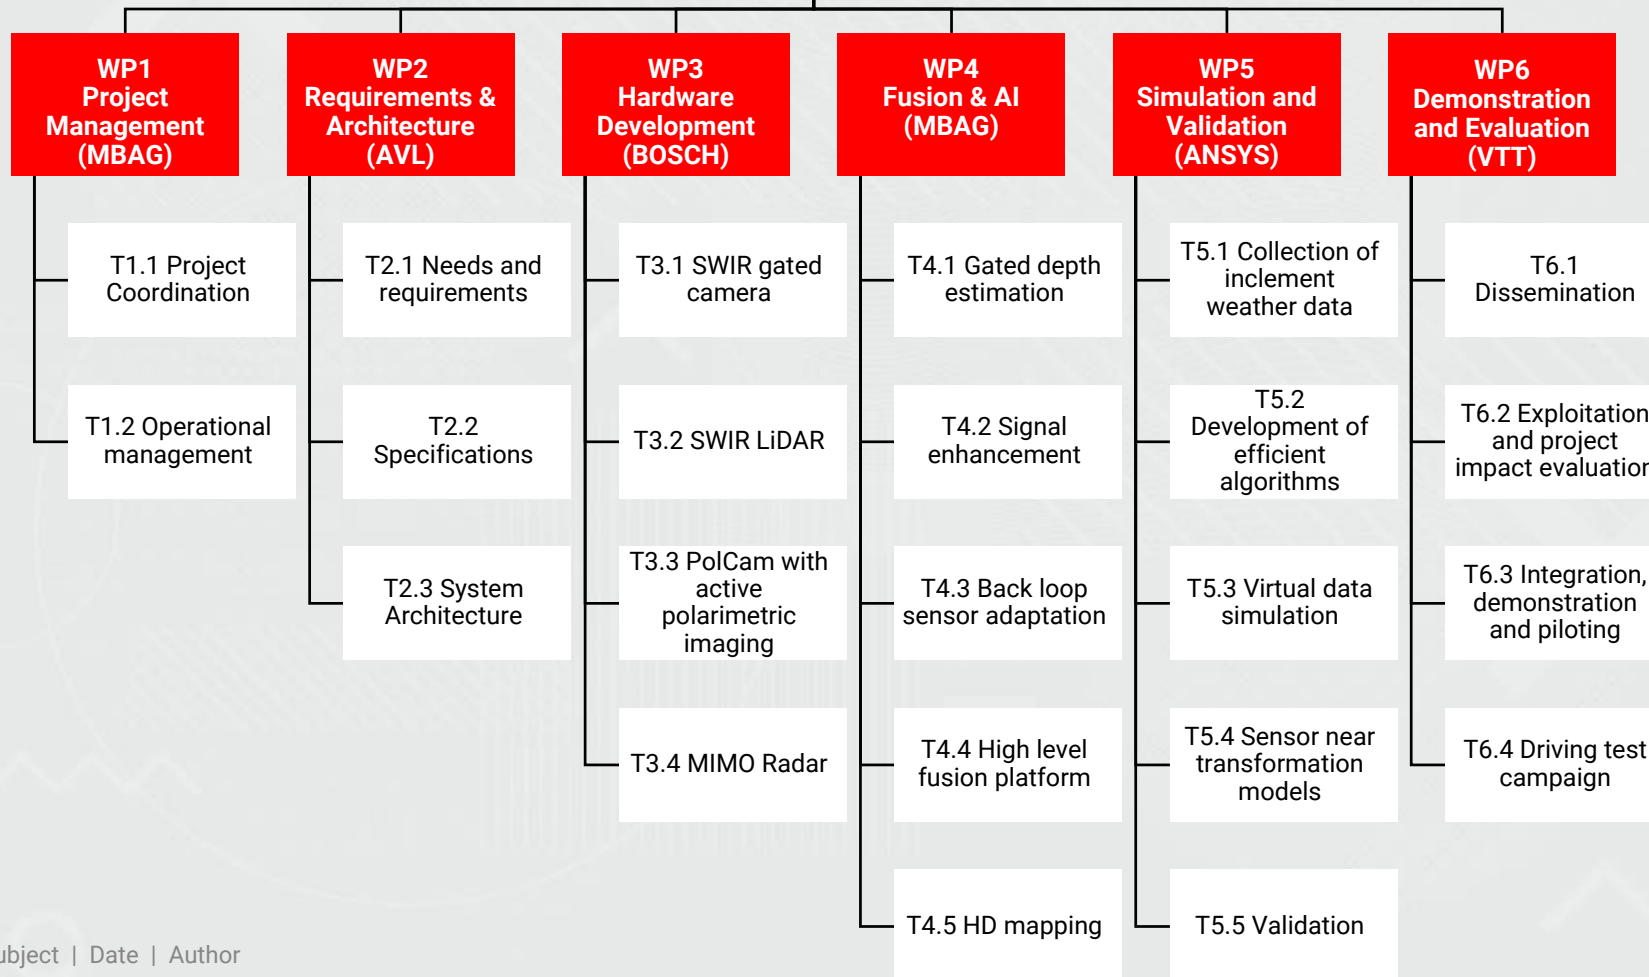 WP1
Project
Management
(MBAG)
T1.1 Project
Coordination
T1.2 Operational
management
WP2
Requirements &
Architecture
(AVL)
T2.1 Needs and
requirements
T2.2
Specifications
T2.3 System
Architecture
WP3
Hardware
Development
(BOSCH)
T3.1 SWIR gated
camera
T3.2 SWIR LiDAR
T3.3 PolCam with
active
polarimetric
imaging
T3.4 MIMO Radar
WP4
Fusion & AI
(MBAG)
T4.1 Gated depth
estimation
T4.2 Signal
enhancement
T4.3 Back loop
sensor adaptation
T4.4 High level
fusion platform
T4.5 HD mapping
WP5
Simulation and
Validation
(ANSYS)
T5.1 Collection of
inclement
weather data
T5.2
Development of
efficient
algorithms
T5.3 Virtual data
simulation
T5.4 Sensor near
transformation
models
T5.5 Validation
WP6
Demonstration
and Evaluation
(VTT)
T6.1
Dissemination
T6.2 Exploitation
and project
impact evaluation
T6.3 Integration,
demonstration
and piloting
T6.4 Driving test
campaign
ubject | Date | Author